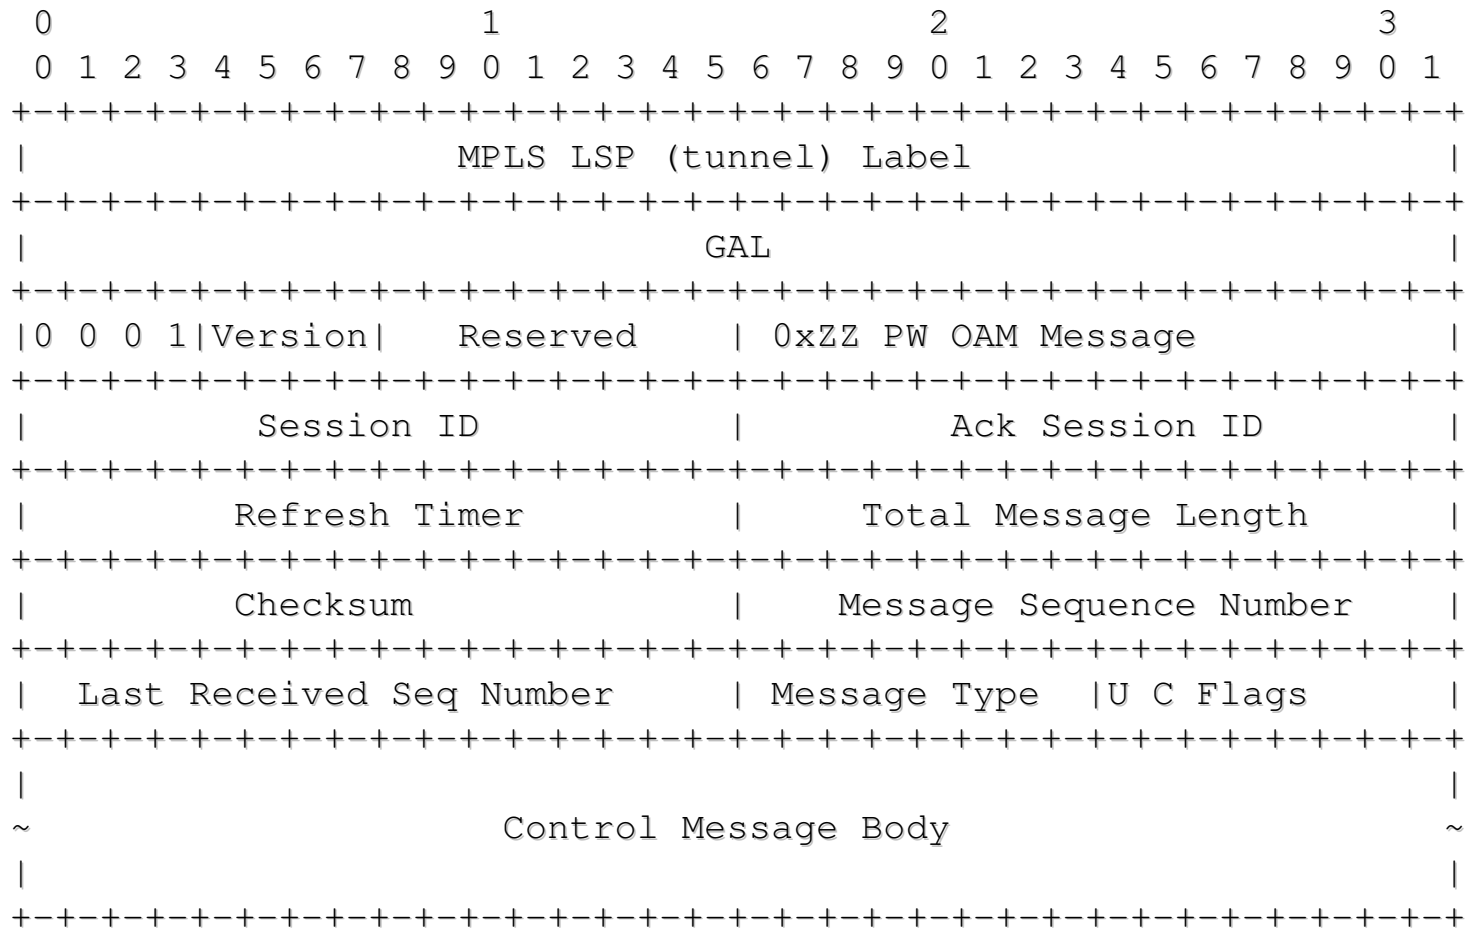 0                   1                   2                   3
 0 1 2 3 4 5 6 7 8 9 0 1 2 3 4 5 6 7 8 9 0 1 2 3 4 5 6 7 8 9 0 1
+-+-+-+-+-+-+-+-+-+-+-+-+-+-+-+-+-+-+-+-+-+-+-+-+-+-+-+-+-+-+-+-+
|                   MPLS LSP (tunnel) Label                     |
+-+-+-+-+-+-+-+-+-+-+-+-+-+-+-+-+-+-+-+-+-+-+-+-+-+-+-+-+-+-+-+-+
|                              GAL                              |
+-+-+-+-+-+-+-+-+-+-+-+-+-+-+-+-+-+-+-+-+-+-+-+-+-+-+-+-+-+-+-+-+
|0 0 0 1|Version|   Reserved    | 0xZZ PW OAM Message           |
+-+-+-+-+-+-+-+-+-+-+-+-+-+-+-+-+-+-+-+-+-+-+-+-+-+-+-+-+-+-+-+-+
|          Session ID           |         Ack Session ID        |
+-+-+-+-+-+-+-+-+-+-+-+-+-+-+-+-+-+-+-+-+-+-+-+-+-+-+-+-+-+-+-+-+
|         Refresh Timer         |     Total Message Length      |
+-+-+-+-+-+-+-+-+-+-+-+-+-+-+-+-+-+-+-+-+-+-+-+-+-+-+-+-+-+-+-+-+
|         Checksum              |    Message Sequence Number    |
+-+-+-+-+-+-+-+-+-+-+-+-+-+-+-+-+-+-+-+-+-+-+-+-+-+-+-+-+-+-+-+-+
|  Last Received Seq Number     | Message Type  |U C Flags      |
+-+-+-+-+-+-+-+-+-+-+-+-+-+-+-+-+-+-+-+-+-+-+-+-+-+-+-+-+-+-+-+-+
|                                                               |
~                     Control Message Body                      ~
|                                                               |
+-+-+-+-+-+-+-+-+-+-+-+-+-+-+-+-+-+-+-+-+-+-+-+-+-+-+-+-+-+-+-+-+